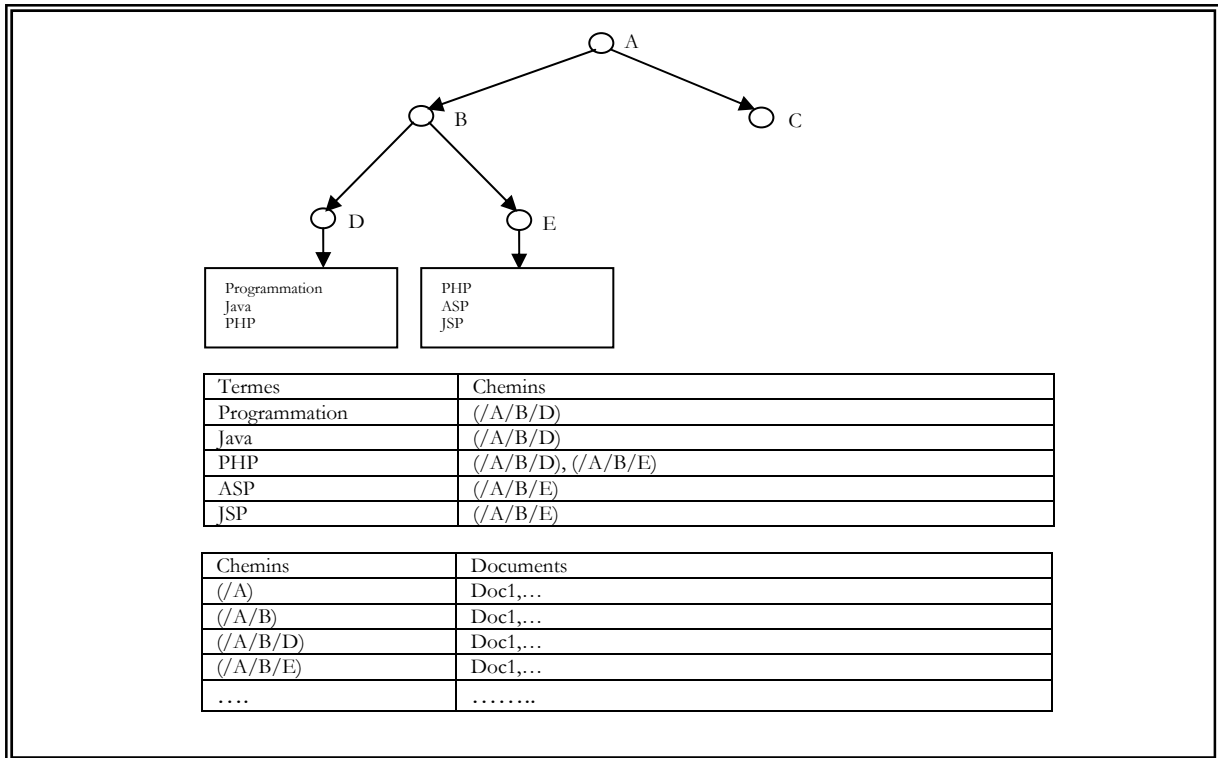 A
B
C
D
E
Programmation
Java
PHP
PHP
ASP
JSP
Termes Chemins
Programmation (/A/B/D)
Java (/A/B/D)
PHP (/A/B/D), (/A/B/E)
ASP (/A/B/E)
JSP (/A/B/E)
Chemins Documents
(/A) Doc1,…
(/A/B) Doc1,…
(/A/B/D) Doc1,…
(/A/B/E) Doc1,…
…. ……..